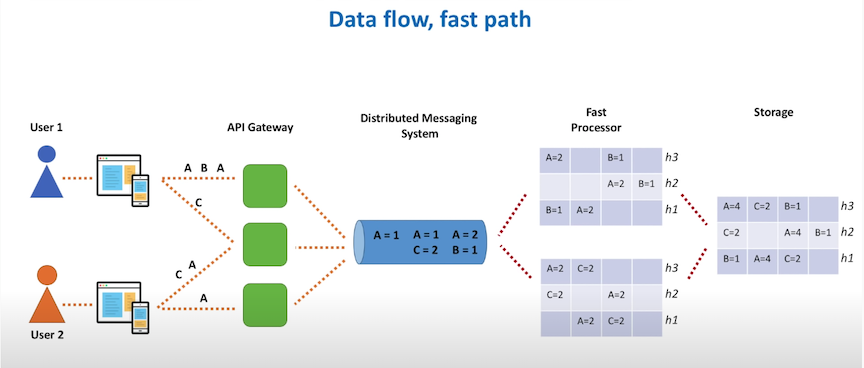 Data flow, fast path
User 1
API Gateway
Distributed Messaging
System
Fast
Processor
Storage
A B A
C
A
C
A
User 2
A = 1 A = 1 A = 2
C = 2 B = 1
A=2 B=1 h3
A=2 B=1 h2
B=1 A=2 h1
A=2 C=2 h3
C=2 A=2 h2
A=2 C=2 h1
A=4 C=2 B=1 h3
C=2 A=4 B=1 h2
B=1 A=4 C=2 h1